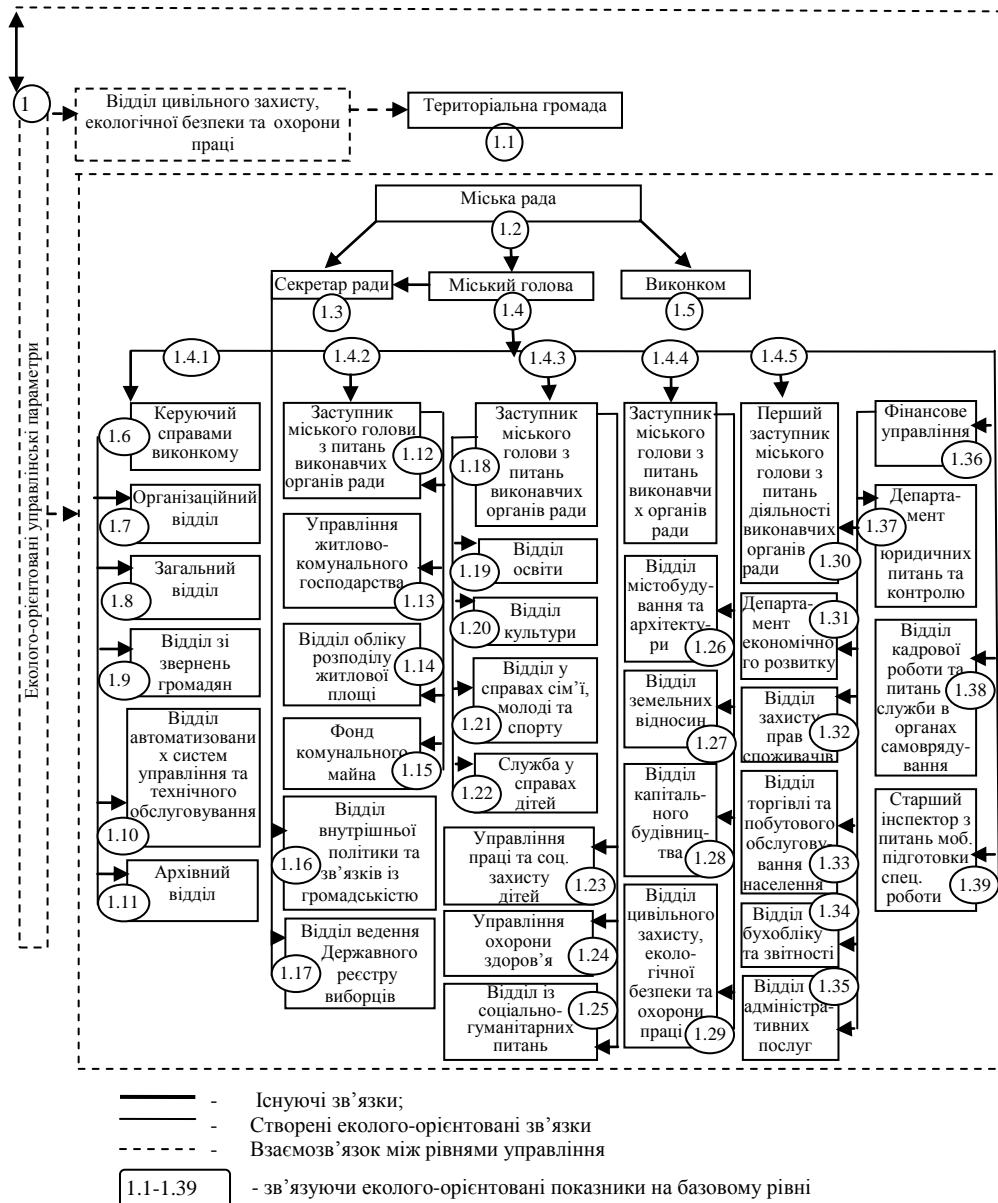 1
Відділ цивільного захисту,
екологічної безпеки та охорони
праці
Територіальна громада
1.1
Еколого-орієнтовані управлінські параметри
Міська рада
1.2
Секретар ради
1.3
Міський голова
1.4
Виконком
1.5
1.4.1
1.4.2
1.4.3
1.4.4
1.4.5
Керуючий
справами
виконкому
1.6
Організаційний
відділ
1.7
Загальний
відділ
1.8
Відділ зі
звернень
громадян
1.9
Відділ
автоматизовани
х систем
управління та
технічного
обслуговування
1.10
Архівний
відділ
1.11
Заступник
міського голови
з питань
виконавчих
органів ради
1.12
Управління
житлово-
комунального
господарства
1.13
Відділ обліку
розподілу
житлової
площі
1.14
Фонд
комунального
майна
1.15
Відділ
внутрішньої
політики та
зв’язків із
громадськістю
1.16
Відділ ведення
Державного
реєстру
виборців
1.17
Заступник
міського
голови з питань
виконавчих
органів ради
1.18
Відділ
освіти
1.19
Відділ
культури
1.20
Відділ у
справах сім’ї,
молоді та
спорту
1.21
Служба у
справах
дітей
1.22
Управління
праці та соц.
захисту
дітей
1.23
Управління
охорони
здоров’я
1.24
Відділ із
соціально-
гуманітарних
питань
1.25
Заступник
міського
голови з
питань
виконавчи
х органів
ради
Відділ
містобуду
вання та
архітекту-
ри
1.26
Відділ
земельних
відносин
1.27
Відділ
капіталь-
ного
будівниц-
тва
1.28
Відділ
цивільного
захисту,
еколо-
гічної
безпеки та
охорони
праці
1.29
Перший
заступник
міського
голови з
питань
діяльності
виконавчих
органів
ради
1.30
Департа-
мент
економічно
го розвитку
1.31
Відділ
захисту
прав
споживачів
1.32
Відділ
торгівлі та
побутового
обслугову-
вання
населення
1.33
Відділ
бухобліку
та звітності
1.34
Відділ
адміністра-
тивних
послуг
1.35
Фінансове
управління
1.36
Департа-
мент
юридичних
питань та
контролю
1.37
Відділ
кадрової
роботи та
питань
служби в
органах
самовряду-
вання
1.38
Старший
інспектор з
питань моб.
підготовки
спец.
роботи
1.39
- Існуючі зв’язки;
- Створені еколого-орієнтовані зв’язки
- Взаємозв’язок між рівнями управління
1.1-1.39 - зв’язуючи еколого-орієнтовані показники на базовому рівні